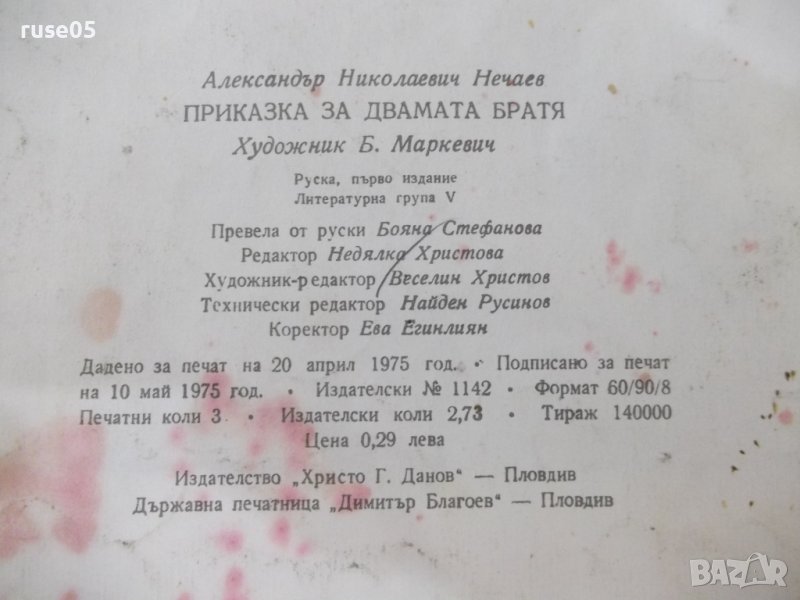 ruse05
Александър Николаевич Нечаев
ПРИКАЗКА ЗА ДВАМАТА БРАТЯ
Художник Б. Маркевич
Руска, първо издание
Литературна група V
Превела от руски Бояна Стефанова
Редактор Недялка Христова
Художник-редактор Веселин Христов
Технически редактор Найден Русинов
Коректор Ева Егинлиян
Дадено за печат на 20 април 1975 год. • Подписано за печат
на 10 май 1975 год. • Издателски № 1142 • Формат 60/90/8
Печатни коли 3 • Издателски коли 2,73 • Тираж 140000
Цена 0,29 лева
Издателство „Христо Г. Данов“ — Пловдив
Държавна печатница „Димитър Благоев“ — Пловдив
BAZAR